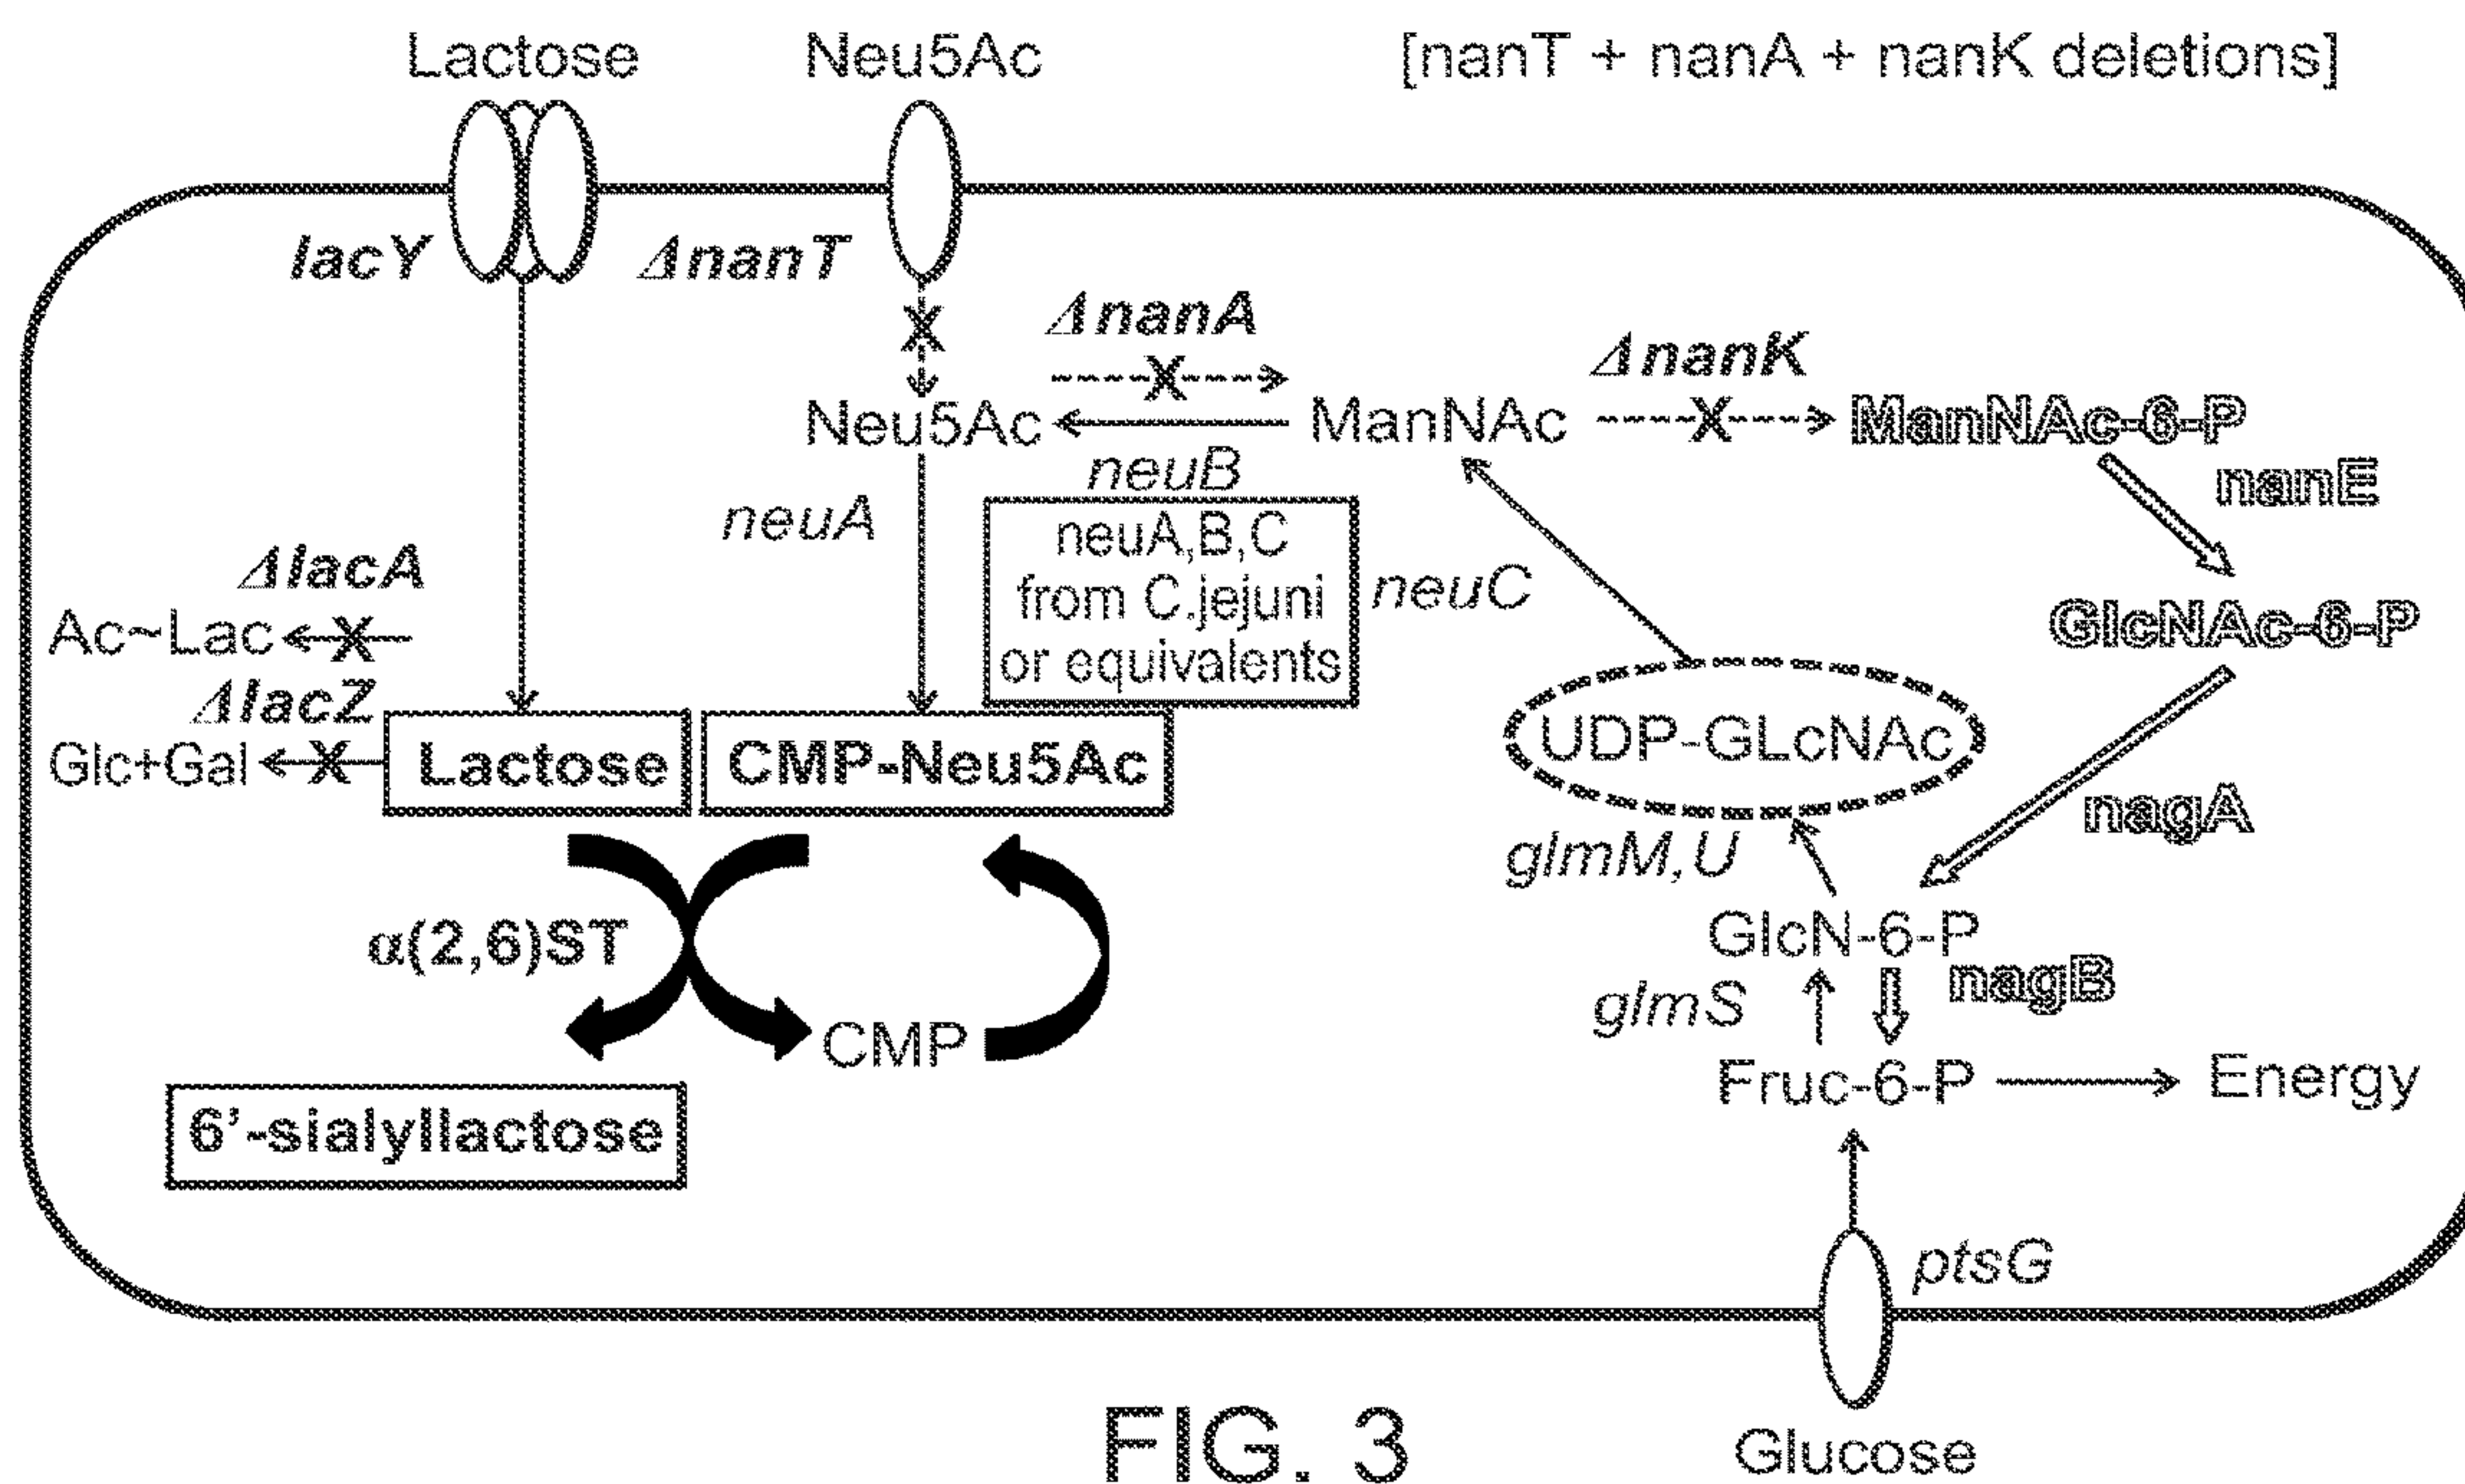 Lactose
Neu5Ac
[nanT + nanA + nanK deletions]
lacY
ΔnanT
ΔnanA
ΔnanK
X
X
X
Neu5Ac
ManNAc
ManNAc-6-P
neuB
nanE
neuA
neuA,B,C
from C.jejuni
or equivalents
neuC
ΔlacA
Ac~Lac
X
GlcNAc-6-P
ΔlacZ
Glc+Gal
X
Lactose
CMP-Neu5Ac
UDP-GLcNAc
nagA
glmM,U
α(2,6)ST
GlcN-6-P
nagB
glmS
CMP
Fruc-6-P
Energy
6'-sialyllactose
ptsG
Glucose
FIG. 3